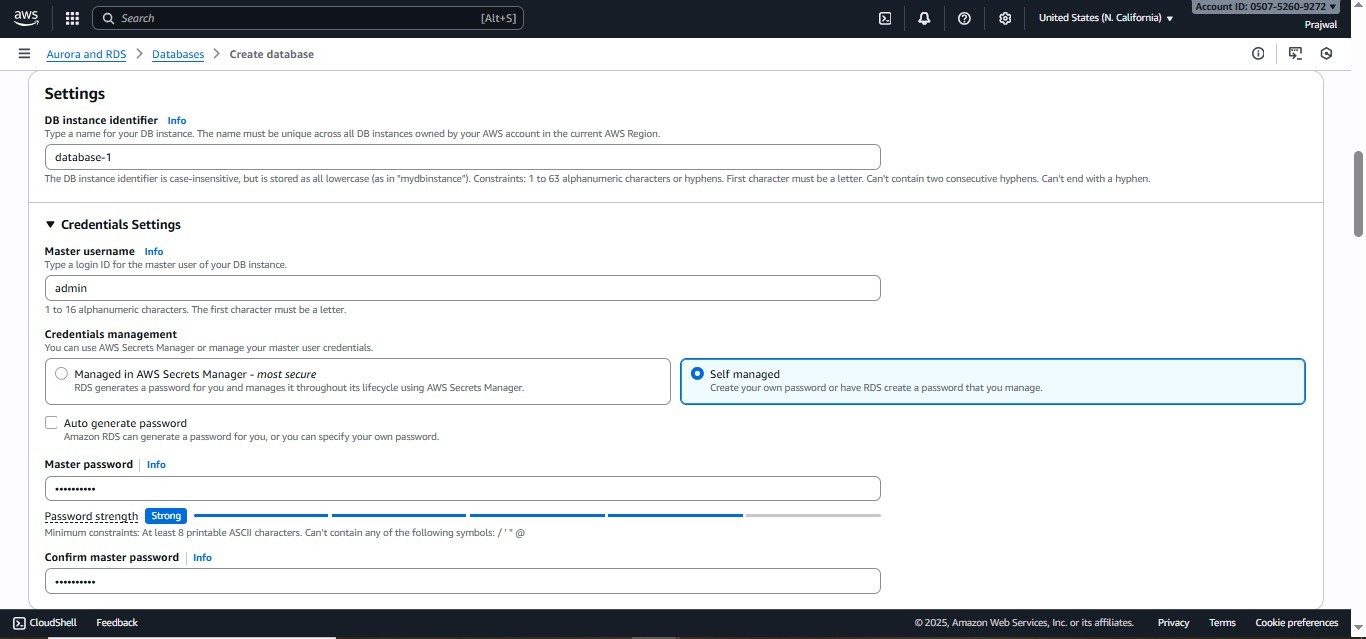 aws
Search [Alt+S]
United States (N. California) ▼
Account ID: 0507-5260-9272 ▼
Prajwal
Aurora and RDS > Databases > Create database
Settings
DB instance identifier Info
Type a name for your DB instance. The name must be unique across all DB instances owned by your AWS account in the current AWS Region.
database-1
The DB instance identifier is case-insensitive, but is stored as all lowercase (as in "mydbinstance"). Constraints: 1 to 63 alphanumeric characters or hyphens. First character must be a letter. Can't contain two consecutive hyphens. Can't end with a hyphen.
▼ Credentials Settings
Master username Info
Type a login ID for the master user of your DB instance.
admin
1 to 16 alphanumeric characters. The first character must be a letter.
Credentials management
You can use AWS Secrets Manager or manage your master user credentials.
Managed in AWS Secrets Manager - most secure
RDS generates a password for you and manages it throughout its lifecycle using AWS Secrets Manager.
Self managed
Create your own password or have RDS create a password that you manage.
Auto generate password
Amazon RDS can generate a password for you, or you can specify your own password.
Master password Info
••••••••••
Password strength Strong
Minimum constraints: At least 8 printable ASCII characters. Can't contain any of the following symbols: / ' " @
Confirm master password Info
••••••••••
CloudShell Feedback © 2025, Amazon Web Services, Inc. or its affiliates. Privacy Terms Cookie preferences